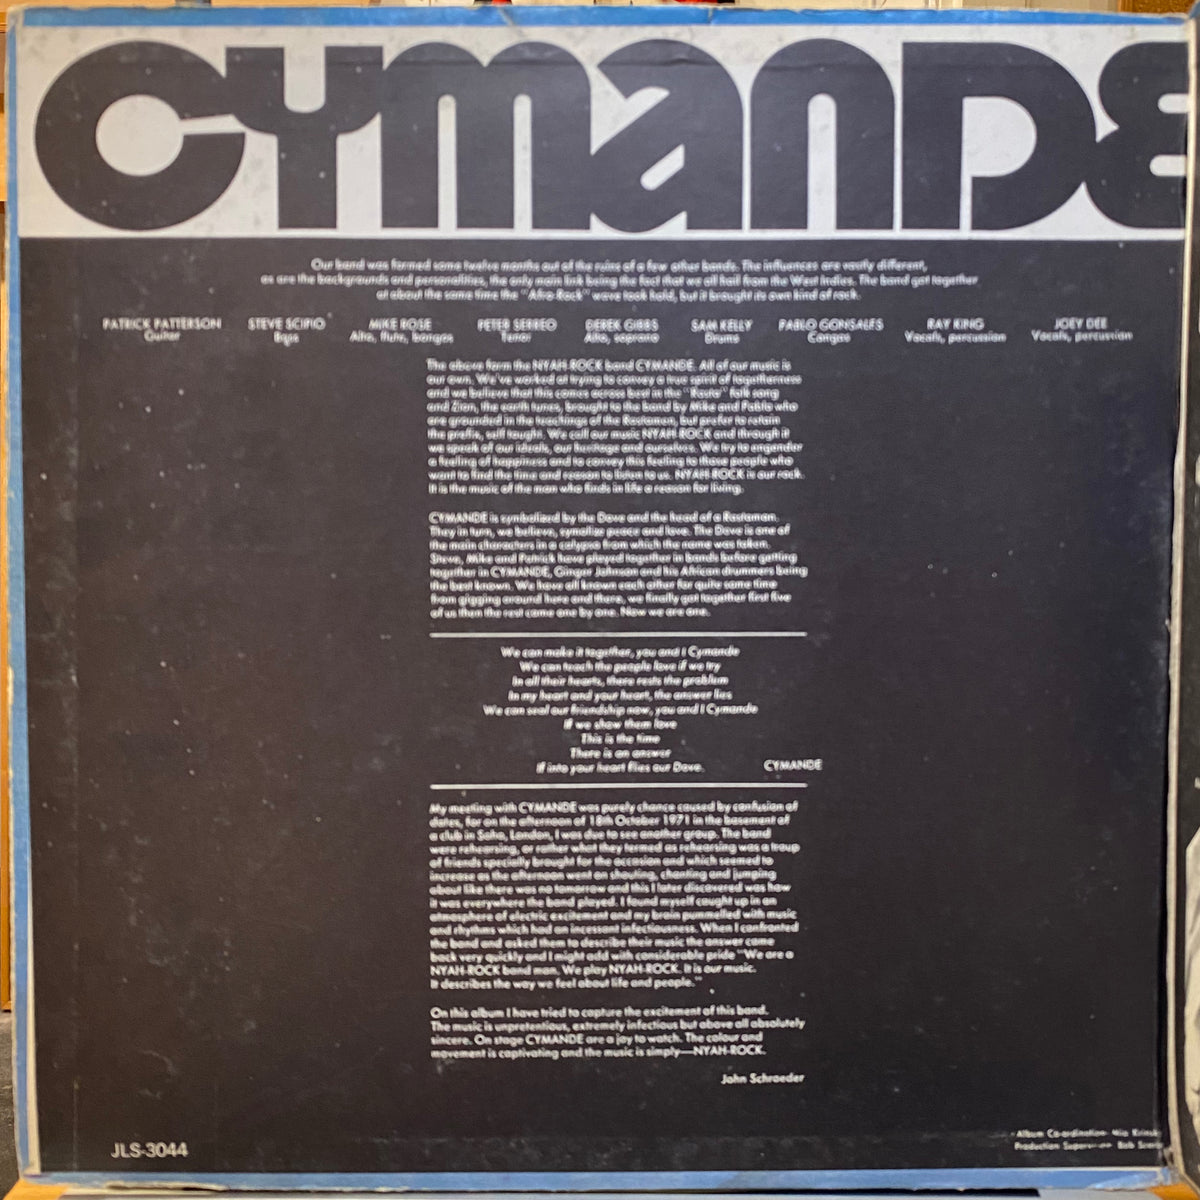 CYMANDE
Our band was formed some twelve months out of the ruins of a few other bands. The influences are vastly different,
as are the backgrounds and personalities, the only main link being the fact that we all hail from the West Indies. The band got together
at about the same time the "Afro-Rock" wave took hold, but it brought its own kind of rock.
PATRICK PATTERSON STEVE SCIPIO MIKE ROSE PETER SERREO DEREK GIBBS SAM KELLY PABLO GONSALES RAY KING JOEY DEE
Guitar Bass Alto, flute, bongos Tenor Alto, soprano Drums Congas Vocals, percussion Vocals, percussion
The above form the NYAH-ROCK band CYMANDE. All of our music is
our own. We've worked at trying to convey a true spirit of togetherness
and we believe that this comes across best in the "Rasta" folk song
and Zion, the earth tunes, brought to the band by Mike and Pablo who
are grounded in the teachings of the Rastaman, but prefer to retain
the prefix, self taught. We call our music NYAH-ROCK and through it
we speak of our ideals, our heritage and ourselves. We try to engender
a feeling of happiness and to convey this feeling to those people who
want to find the time and reason to listen to us. NYAH-ROCK is our rock.
It is the music of the man who finds in life a reason for living.
CYMANDE is symbolized by the Dove and the head of a Rastaman.
They in turn, we believe, symolize peace and love. The Dove is one of
the main characters in a calypso from which the name was taken.
Steve, Mike and Patrick have played together in bands before getting
together in CYMANDE, Ginger Johnson and his African drummers being
the best known. We have all known each other for quite some time
from gigging around here and there, we finally got together first five
of us then the rest came one by one. Now we are one.
We can make it together, you and I Cymande
We can teach the people love if we try
In all their hearts, there rests the problem
In my heart and your heart, the answer lies
We can seal our friendship now, you and I Cymande
If we show them love
This is the time
There is an answer
If into your heart flies our Dove. CYMANDE
My meeting with CYMANDE was purely chance caused by confusion of
dates, for on the afternoon of 18th October 1971 in the basement of
a club in Soho, London, I was due to see another group. The band
were rehearsing, or rather what they termed as rehearsing was a troup
of friends specially brought for the occasion and which seemed to
increase as the afternoon went on shouting, chanting and jumping
about like there was no tomorrow and this I later discovered was how
it was everywhere the band played. I found myself caught up in an
atmosphere of electric excitement and my brain pummelled with music
and rhythms which had an incessant infectiousness. When I confronted
the band and asked them to describe their music the answer came
back very quickly and I might add with considerable pride "We are a
NYAH-ROCK band man. We play NYAH-ROCK. It is our music.
It describes the way we feel about life and people."
On this album I have tried to capture the excitement of this band.
The music is unpretentious, extremely infectious but above all absolutely
sincere. On stage CYMANDE are a joy to watch. The colour and
movement is captivating and the music is simply—NYAH-ROCK.
John Schroeder
JLS-3044
Album Co-ordination Mia
Production Supervision Bob